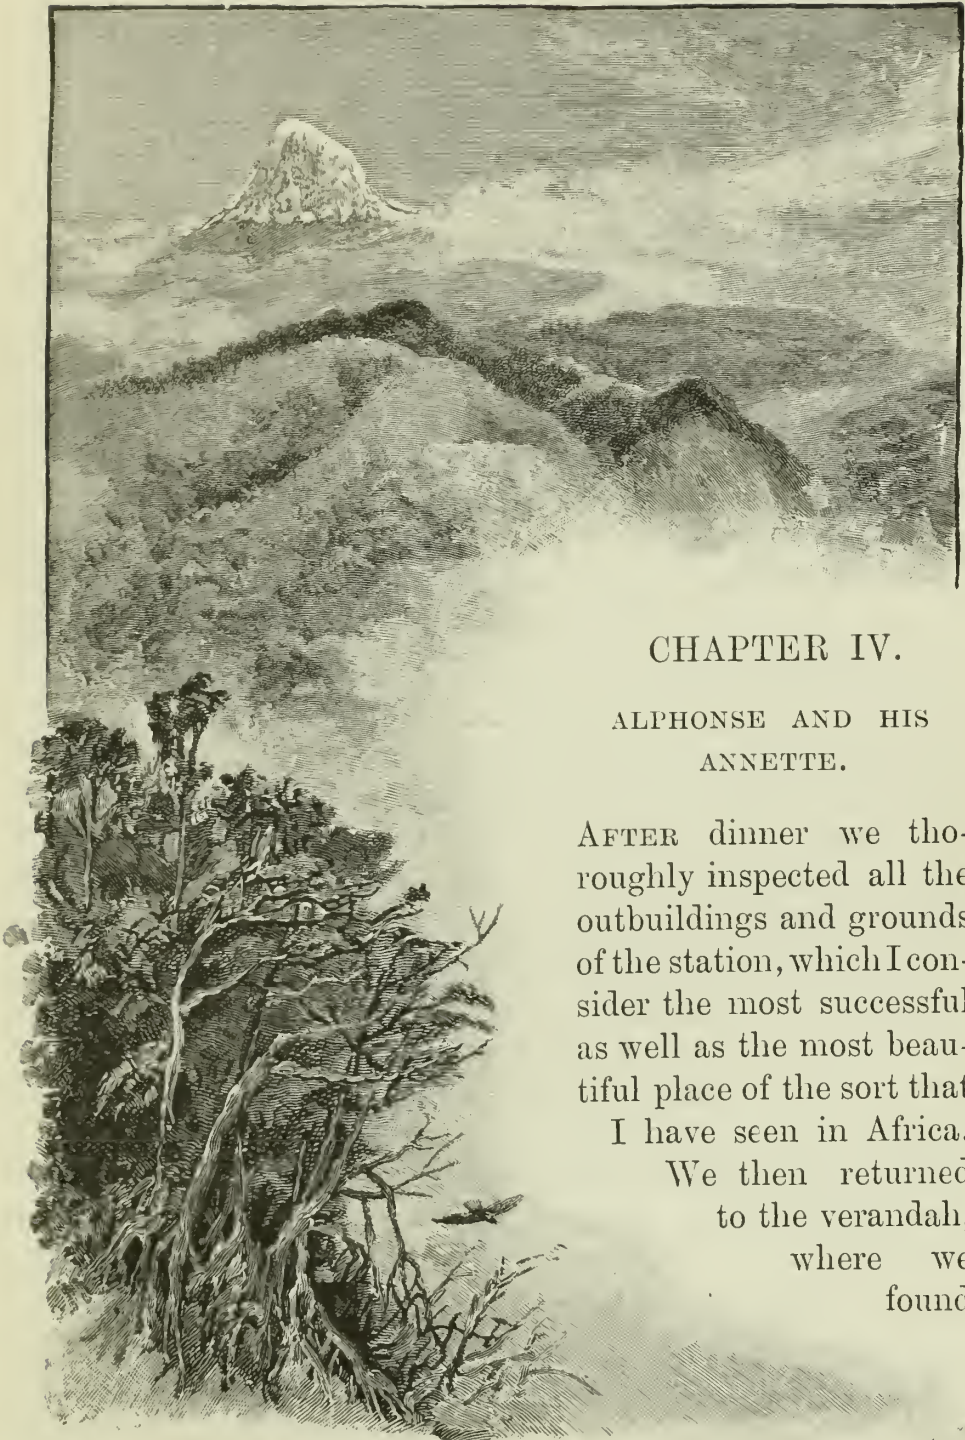 CHAPTER IV.
ALPHONSE AND HIS
ANNETTE.
AFTER dinner we tho-
roughly inspected all the
outbuildings and grounds
of the station, which I con-
sider the most successful
as well as the most beau-
tiful place of the sort that
I have seen in Africa.
We then returned
to the verandah
where we
found